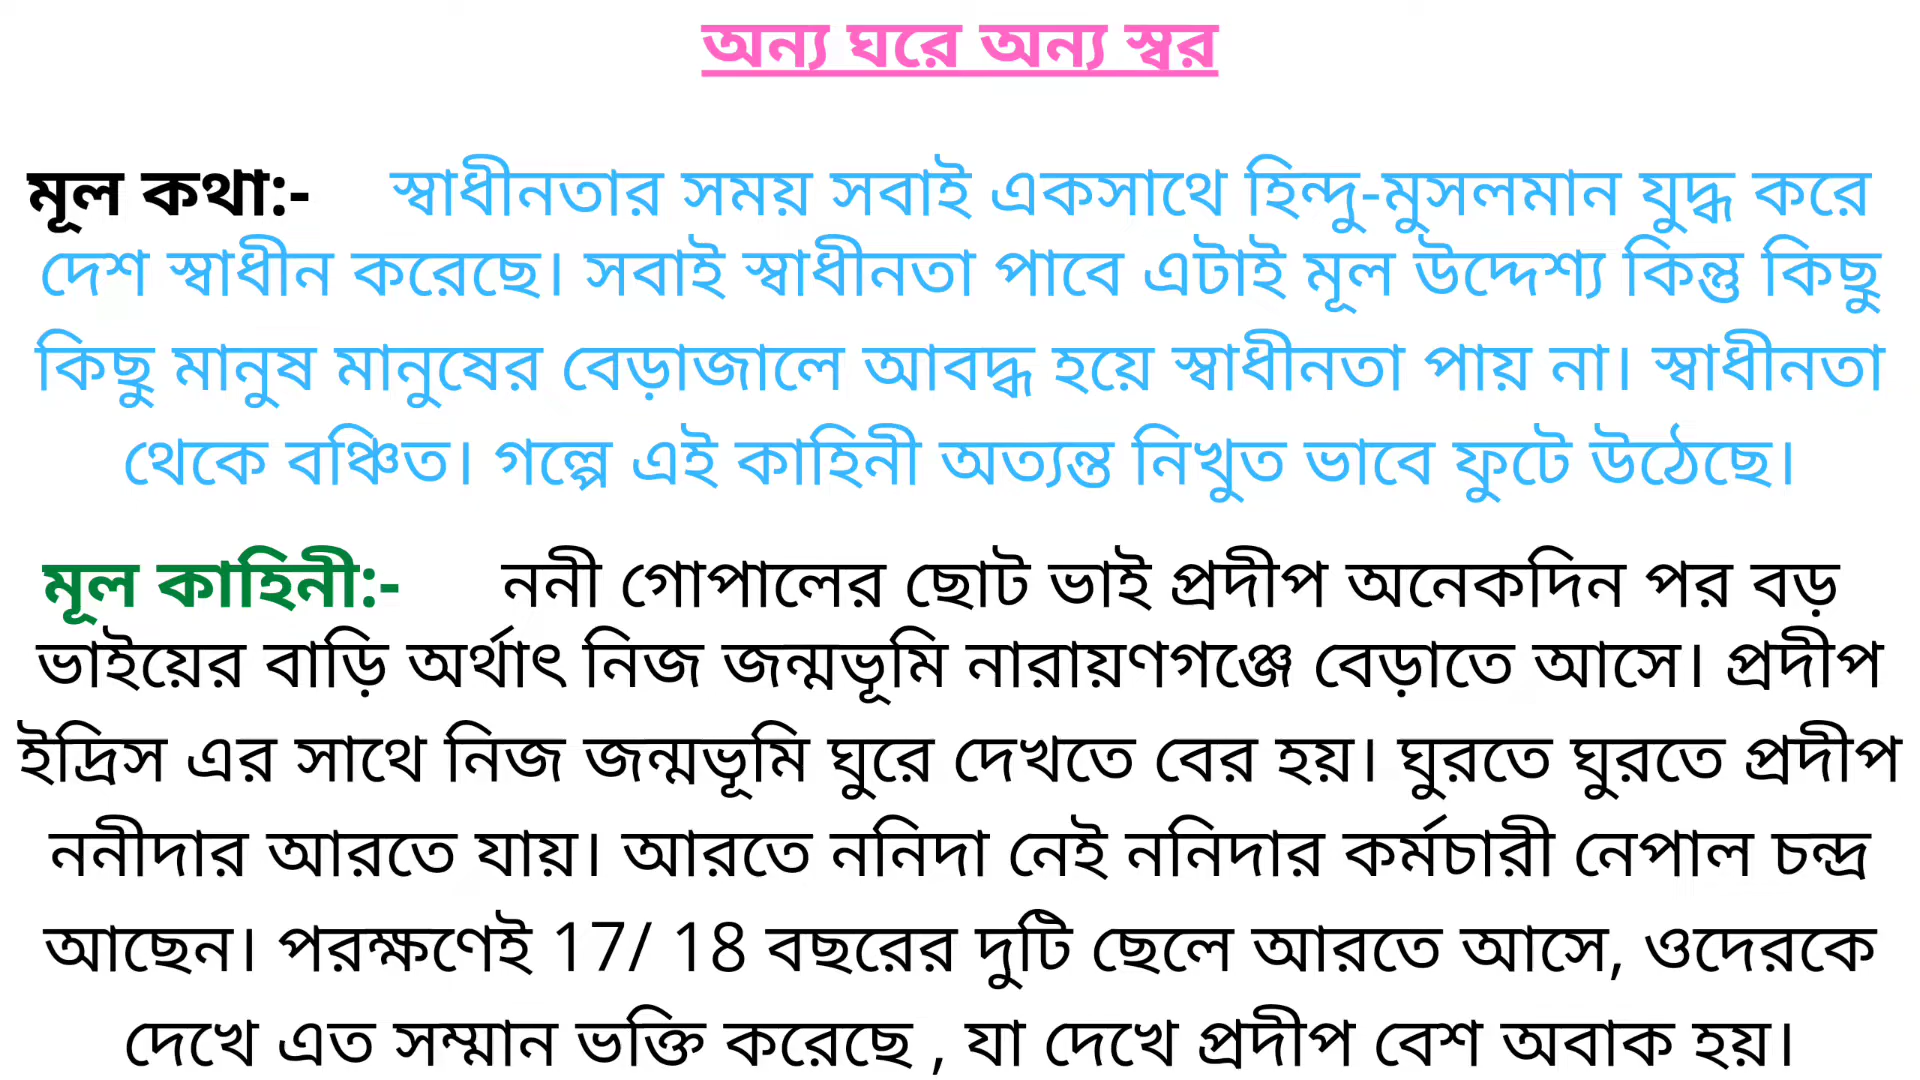 অন্য ঘরে অন্য স্বর
মূল কথা:- স্বাধীনতার সময় সবাই একসাথে হিন্দু-মুসলমান যুদ্ধ করে
দেশ স্বাধীন করেছে। সবাই স্বাধীনতা পাবে এটাই মূল উদ্দেশ্য কিন্তু কিছু
কিছু মানুষ মানুষের বেড়াজালে আবদ্ধ হয়ে স্বাধীনতা পায় না। স্বাধীনতা
থেকে বঞ্চিত। গল্পে এই কাহিনী অত্যন্ত নিখুত ভাবে ফুটে উঠেছে।
মূল কাহিনী:- ননী গোপালের ছোট ভাই প্রদীপ অনেকদিন পর বড়
ভাইয়ের বাড়ি অর্থাৎ নিজ জন্মভূমি নারায়ণগঞ্জে বেড়াতে আসে। প্রদীপ
ইদ্রিস এর সাথে নিজ জন্মভূমি ঘুরে দেখতে বের হয়। ঘুরতে ঘুরতে প্রদীপ
ননীদার আরতে যায়। আরতে ননিদা নেই ননিদার কর্মচারী নেপাল চন্দ্র
আছেন। পরক্ষণেই 17/ 18 বছরের দুটি ছেলে আরতে আসে, ওদেরকে
দেখে এত সম্মান ভক্তি করেছে , যা দেখে প্রদীপ বেশ অবাক হয়।